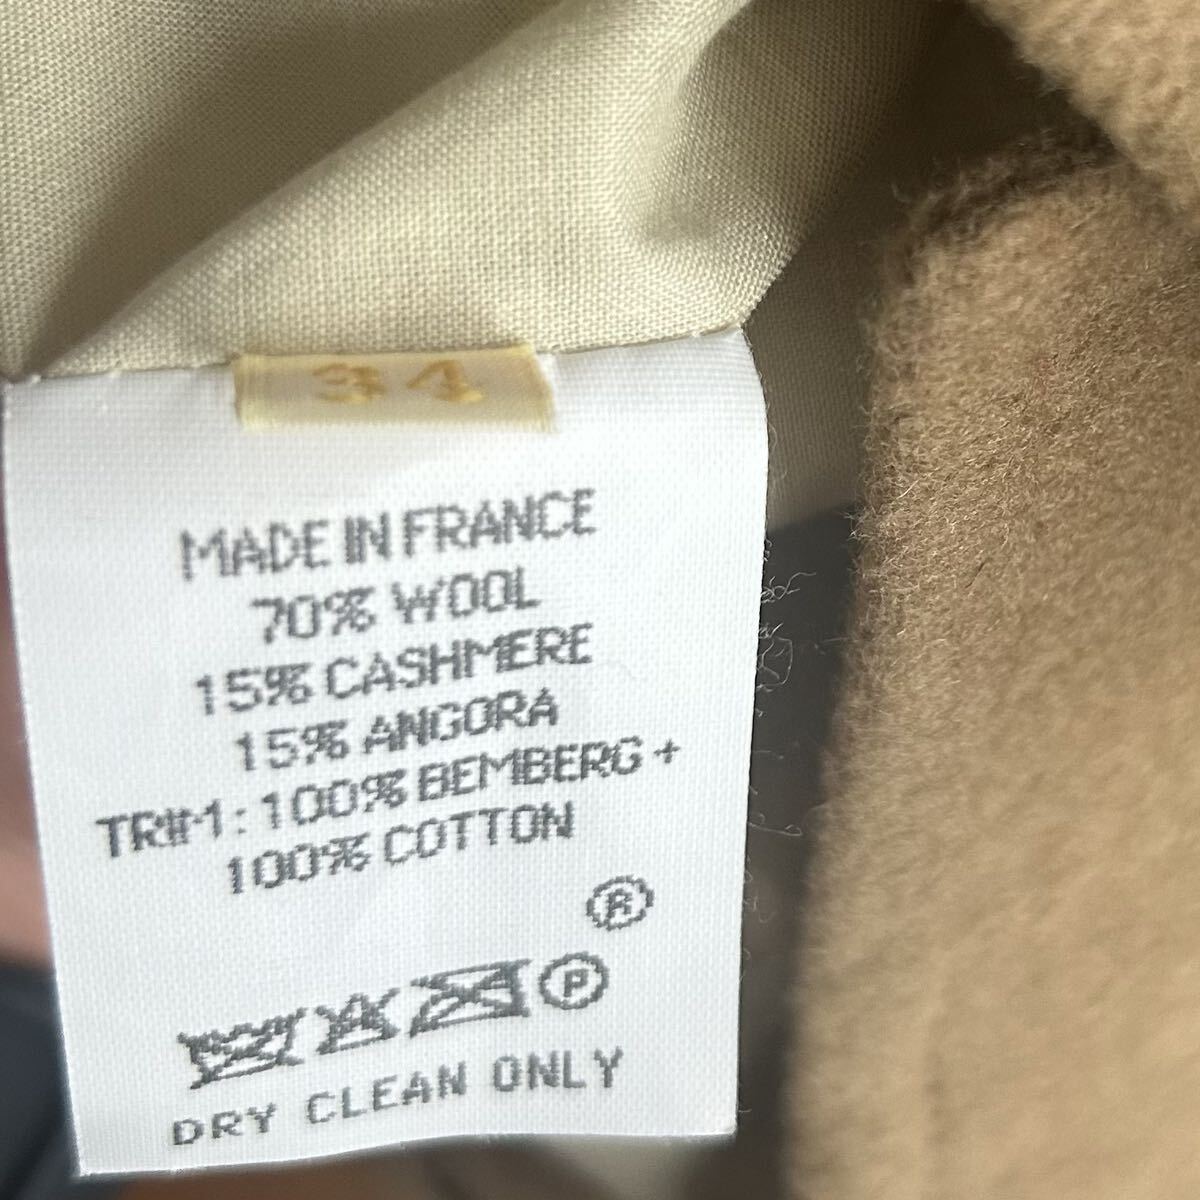 34
MADE IN FRANCE
70% WOOL
15% CASHMERE
15% ANGORA
TRIM: 100% BEMBERG +
100% COTTON
®
P
DRY CLEAN ONLY